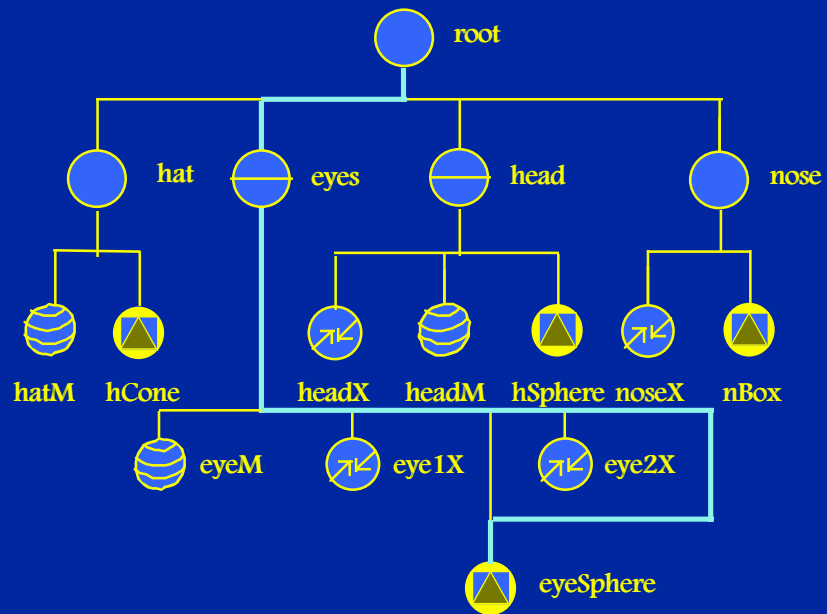 root
hat eyes head nose
hatM hCone headX headM hSphere noseX nBox
eyeM eye1X eye2X
eyeSphere